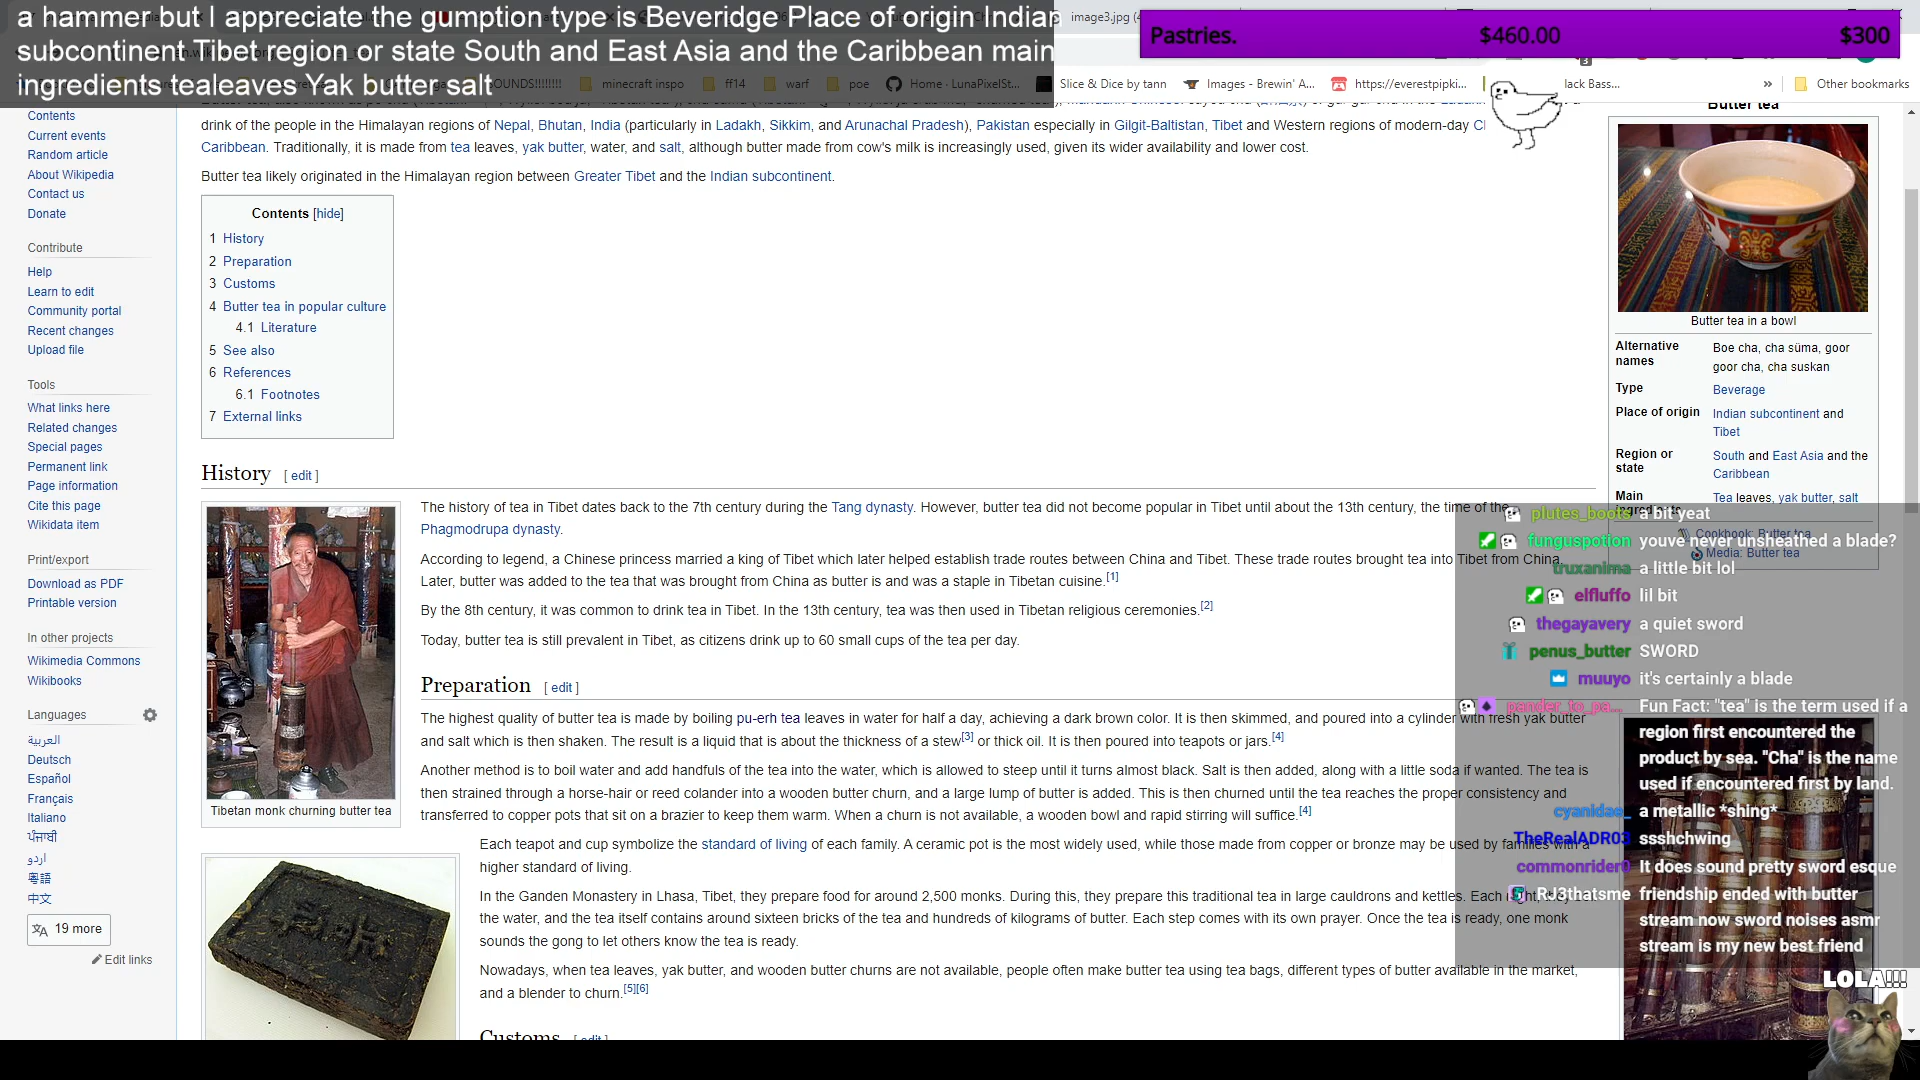 a hammer but I appreciate the gumption type is Beveridge Place of origin Indian
subcontinent Tibet region or state South and East Asia and the Caribbean main
ingredients tealeaves Yak butter salt
image3.jpg
Pastries. $460.00 $300
minecraft inspo
ff14
warf
poe
Home · LunaPixelSt...
Slice & Dice by tann
Images - Brewin' A...
https://everestpipki...
lack Bass...
»
Other bookmarks
Contents
Current events
Random article
About Wikipedia
Contact us
Donate
Contribute
Help
Learn to edit
Community portal
Recent changes
Upload file
Tools
What links here
Related changes
Special pages
Permanent link
Page information
Cite this page
Wikidata item
Print/export
Download as PDF
Printable version
In other projects
Wikimedia Commons
Wikibooks
Languages
العربية
Deutsch
Español
Français
Italiano
ਪੰਜਾਬੀ
اردو
粵語
中文
19 more
Edit links
drink of the people in the Himalayan regions of Nepal, Bhutan, India (particularly in Ladakh, Sikkim, and Arunachal Pradesh), Pakistan especially in Gilgit-Baltistan, Tibet and Western regions of modern-day
Caribbean. Traditionally, it is made from tea leaves, yak butter, water, and salt, although butter made from cow's milk is increasingly used, given its wider availability and lower cost.
Butter tea likely originated in the Himalayan region between Greater Tibet and the Indian subcontinent.
Contents [hide]
1 History
2 Preparation
3 Customs
4 Butter tea in popular culture
4.1 Literature
5 See also
6 References
6.1 Footnotes
7 External links
History [ edit ]
The history of tea in Tibet dates back to the 7th century during the Tang dynasty. However, butter tea did not become popular in Tibet until about the 13th century, the time of the
Phagmodrupa dynasty.
According to legend, a Chinese princess married a king of Tibet which later helped establish trade routes between China and Tibet. These trade routes brought tea into Tibet from China.
Later, butter was added to the tea that was brought from China as butter is and was a staple in Tibetan cuisine.[1]
By the 8th century, it was common to drink tea in Tibet. In the 13th century, tea was then used in Tibetan religious ceremonies.[2]
Today, butter tea is still prevalent in Tibet, as citizens drink up to 60 small cups of the tea per day.
Tibetan monk churning butter tea
Preparation [ edit ]
The highest quality of butter tea is made by boiling pu-erh tea leaves in water for half a day, achieving a dark brown color. It is then skimmed, and poured into a cylinder with fresh yak butter
and salt which is then shaken. The result is a liquid that is about the thickness of a stew[3] or thick oil. It is then poured into teapots or jars.[4]
Another method is to boil water and add handfuls of the tea into the water, which is allowed to steep until it turns almost black. Salt is then added, along with a little soda if wanted. The tea is
then strained through a horse-hair or reed colander into a wooden butter churn, and a large lump of butter is added. This is then churned until the tea reaches the proper consistency and
transferred to copper pots that sit on a brazier to keep them warm. When a churn is not available, a wooden bowl and rapid stirring will suffice.[4]
Each teapot and cup symbolize the standard of living of each family. A ceramic pot is the most widely used, while those made from copper or bronze may be used by families with a
higher standard of living.
In the Ganden Monastery in Lhasa, Tibet, they prepare food for around 2,500 monks. During this, they prepare this traditional tea in large cauldrons and kettles. Each
the water, and the tea itself contains around sixteen bricks of the tea and hundreds of kilograms of butter. Each step comes with its own prayer. Once the tea is ready, one monk
sounds the gong to let others know the tea is ready.
Nowadays, when tea leaves, yak butter, and wooden butter churns are not available, people often make butter tea using tea bags, different types of butter available in the market,
and a blender to churn.[5][6]
Customs [ edit ]
Butter tea
Butter tea in a bowl
Alternative names Boe cha, cha süma, goor
goor cha, cha suskan
Type Beverage
Place of origin Indian subcontinent and
Tibet
Region or state South and East Asia and the
Caribbean
Main ingredients Tea leaves, yak butter, salt
Cookbook: Butter tea
Media: Butter tea
plutes_boots a bit yeat
funguspotion youve never unsheathed a blade?
truxanima a little bit lol
elfluffo lil bit
thegayavery a quiet sword
penus_butter SWORD
muuyo it's certainly a blade
pander_to_pa... Fun Fact: "tea" is the term used if a
region first encountered the
product by sea. "Cha" is the name
used if encountered first by land.
cyanidae_ a metallic *shing*
TheRealADR03 ssshchwing
commonrider0 It does sound pretty sword esque
RJ3thatsme friendship ended with butter
stream now sword noises asmr
stream is my new best friend
LOLA!!!